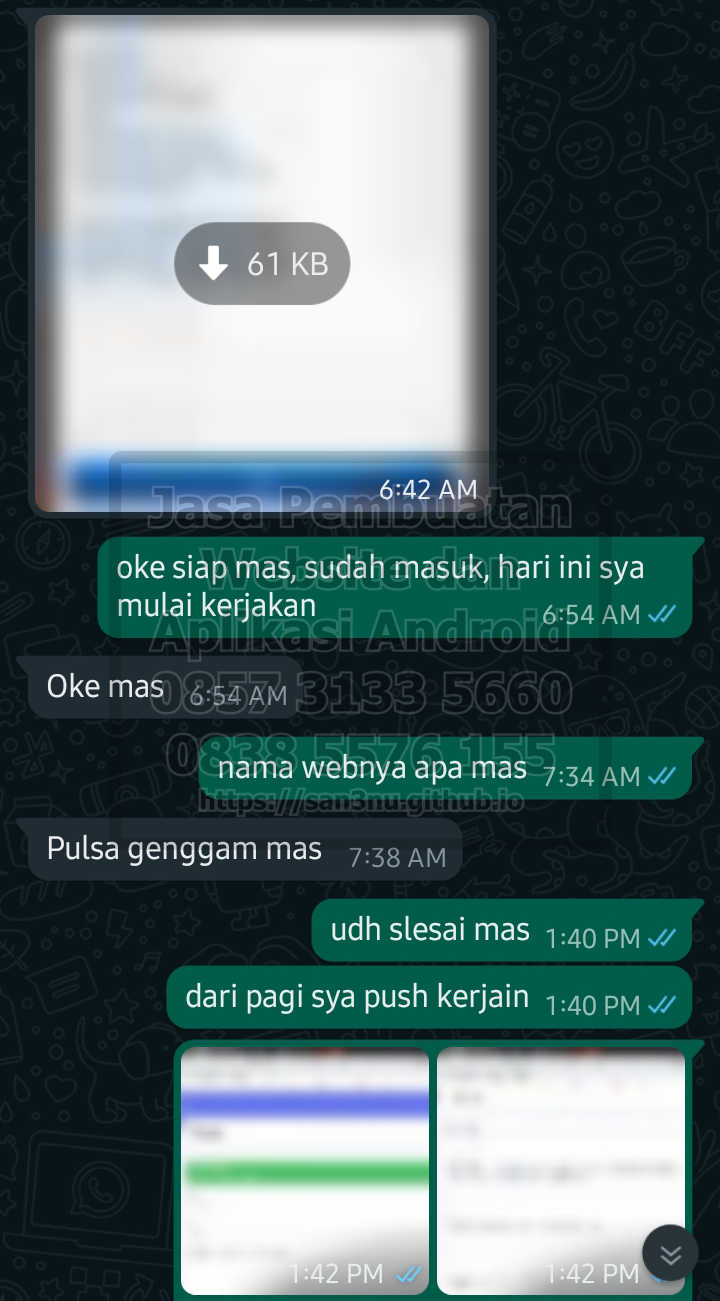 61 KB
6:42 AM
Jasa Pembuatan
Website dan
Aplikasi Android
0857 3133 5660
0838 5576 155
https://san3nu.github.io
oke siap mas, sudah masuk, hari ini sya
mulai kerjakan
6:54 AM
Oke mas 6:54 AM
nama webnya apa mas 7:34 AM
Pulsa genggam mas 7:38 AM
udh slesai mas 1:40 PM
dari pagi sya push kerjain 1:40 PM
1:42 PM 1:42 PM